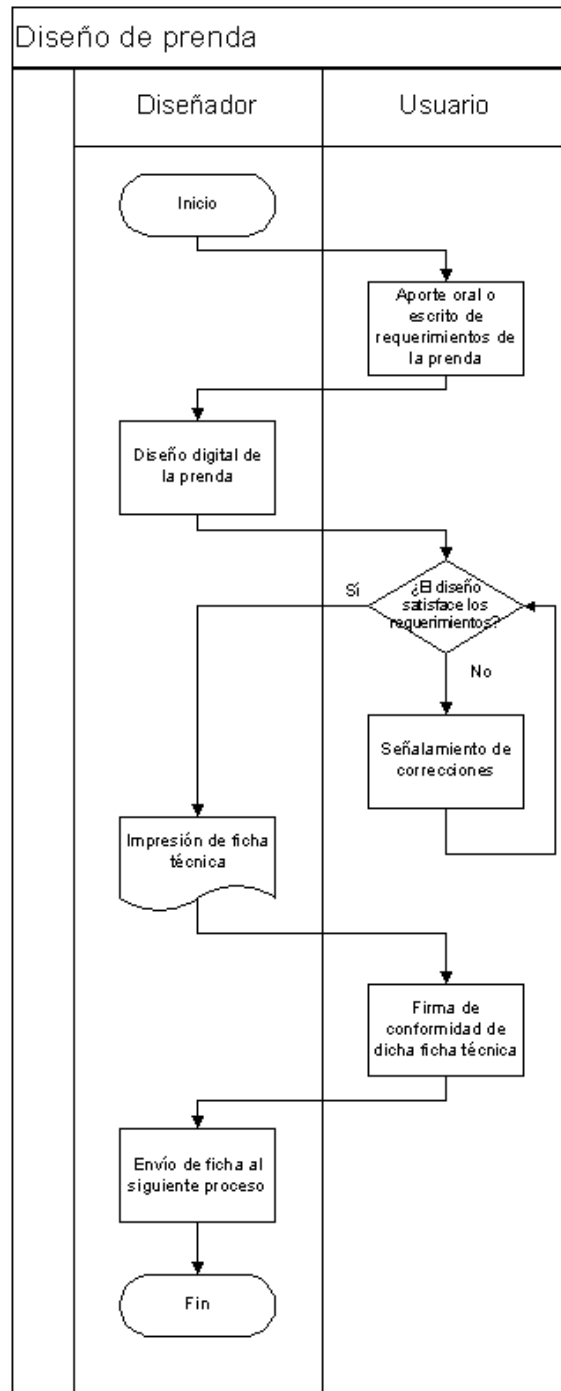 Diseño de prenda
Diseñador
Usuario
Inicio
Aporte oral o
escrito de
requerimientos de
la prenda
Diseño digital de
la prenda
¿El diseño
satisface los
requerimientos?
Sí
No
Señalamiento de
correcciones
Impresión de ficha
técnica
Firma de
conformidad de
dicha ficha técnica
Envío de ficha al
siguiente proceso
Fin